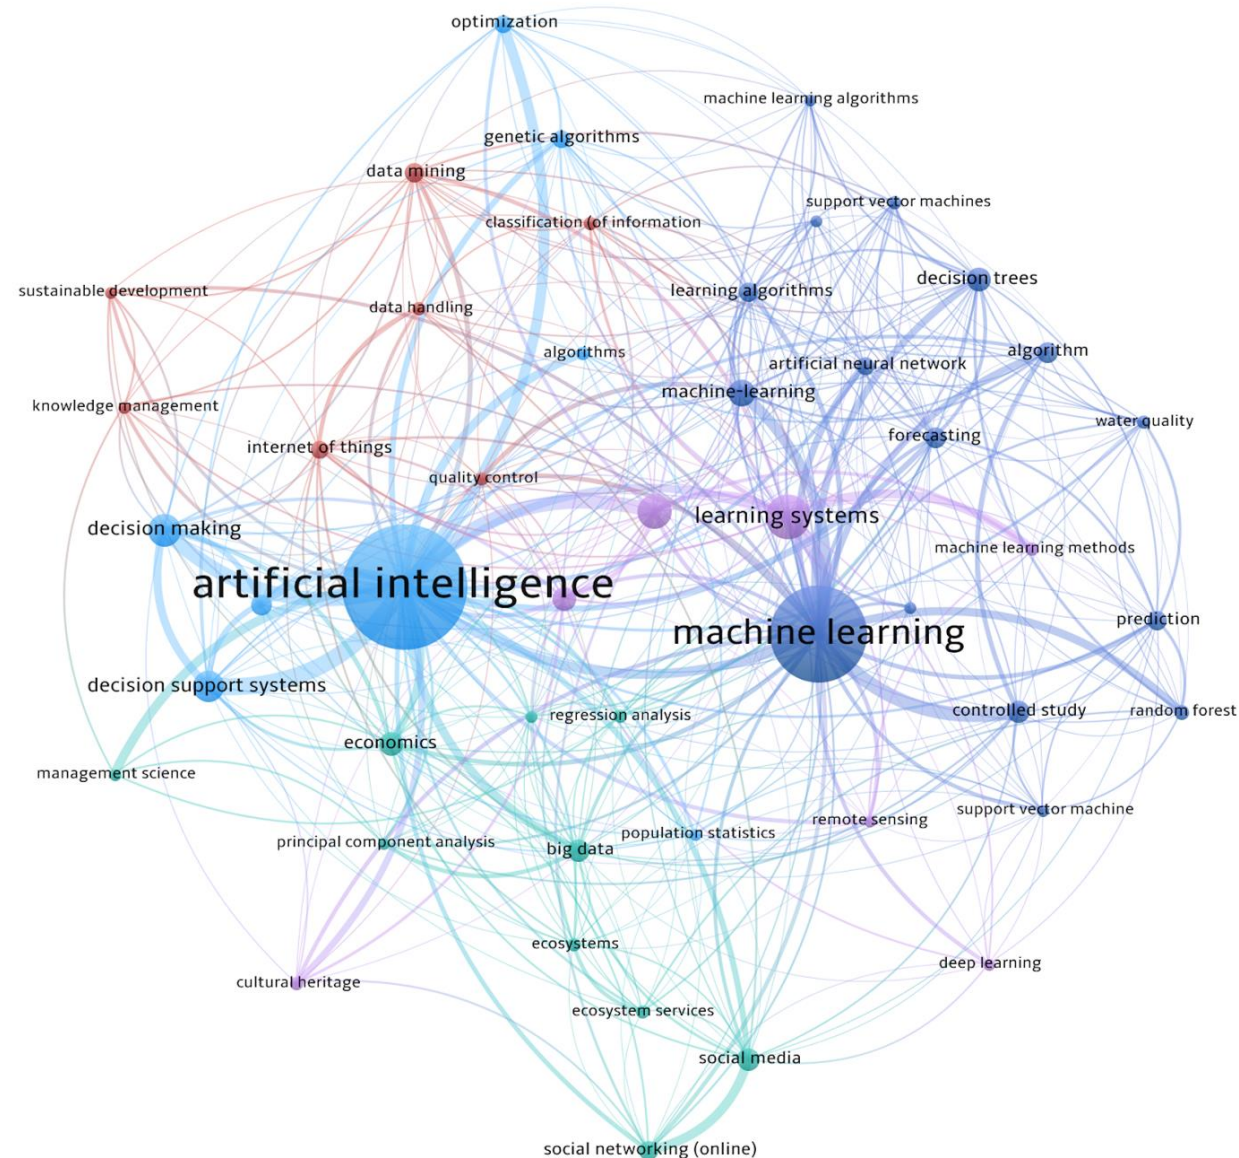 optimization
machine learning algorithms
genetic algorithms
data mining
support vector machines
classification (of information
decision trees
sustainable development
learning algorithms
data handling
algorithms
algorithm
artificial neural network
machine-learning
knowledge management
water quality
forecasting
internet of things
quality control
learning systems
decision making
machine learning methods
artificial intelligence
prediction
machine learning
decision support systems
controlled study
random forest
regression analysis
economics
management science
support vector machine
remote sensing
population statistics
principal component analysis
big data
ecosystems
deep learning
cultural heritage
ecosystem services
social media
social networking (online)